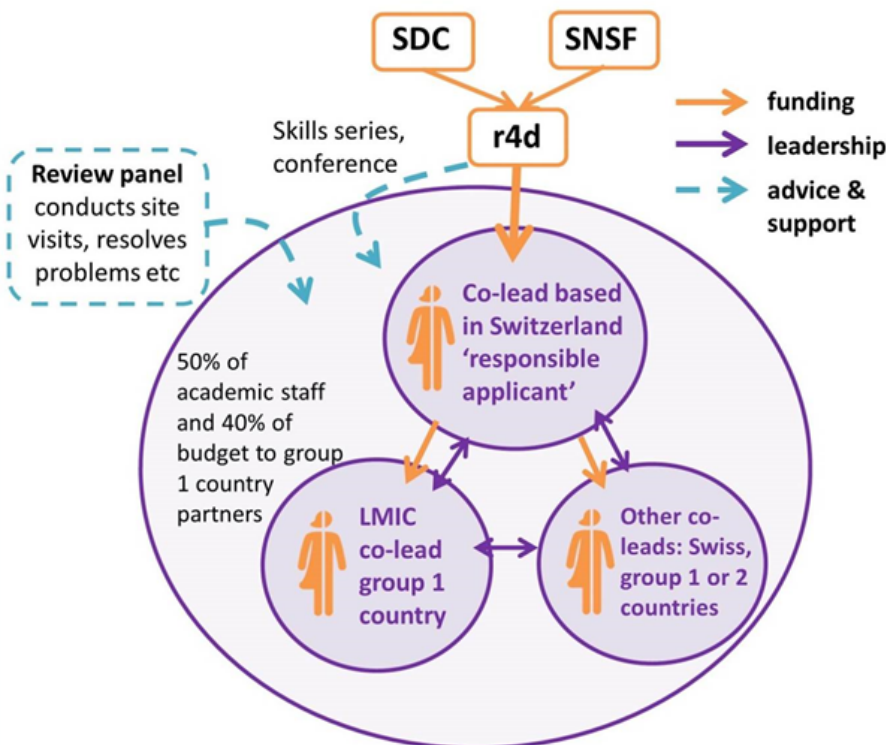 SDC
SNSF
r4d
Skills series,
conference
funding
leadership
advice &
support
Review panel
conducts site
visits, resolves
problems etc
Co-lead based
in Switzerland
‘responsible
applicant’
50% of
academic staff
and 40% of
budget to group
1 country
partners
LMIC
co-lead
group 1
country
Other co-
leads: Swiss,
group 1 or 2
countries